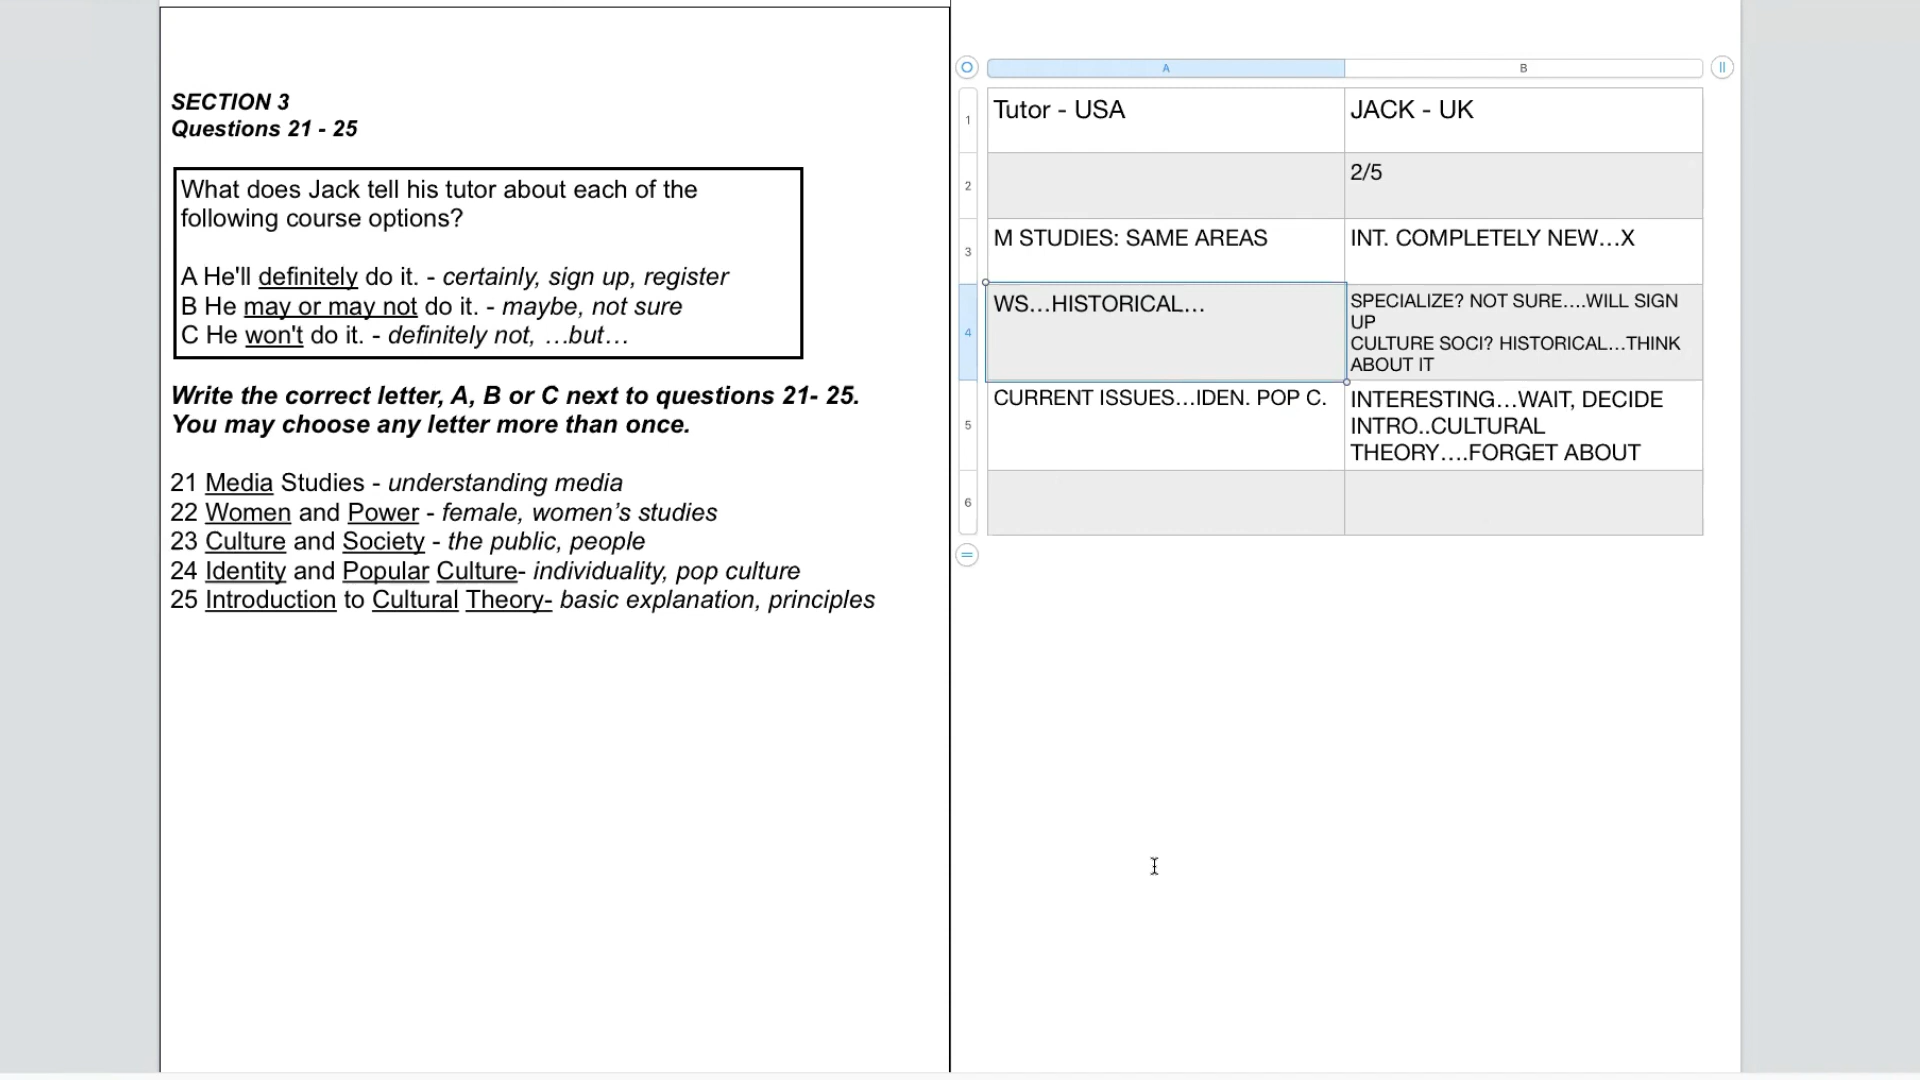 SECTION 3
Questions 21 - 25
What does Jack tell his tutor about each of the
following course options?
A He'll definitely do it. - certainly, sign up, register
B He may or may not do it. - maybe, not sure
C He won't do it. - definitely not, …but…
Write the correct letter, A, B or C next to questions 21- 25.
You may choose any letter more than once.
21 Media Studies - understanding media
22 Women and Power - female, women’s studies
23 Culture and Society - the public, people
24 Identity and Popular Culture- individuality, pop culture
25 Introduction to Cultural Theory- basic explanation, principles
A
B
1
Tutor - USA
JACK - UK
2
2/5
3
M STUDIES: SAME AREAS
INT. COMPLETELY NEW…X
4
WS…HISTORICAL…
SPECIALIZE? NOT SURE….WILL SIGN
UP
CULTURE SOCI? HISTORICAL…THINK
ABOUT IT
5
CURRENT ISSUES…IDEN. POP C.
INTERESTING…WAIT, DECIDE
INTRO..CULTURAL
THEORY….FORGET ABOUT
6